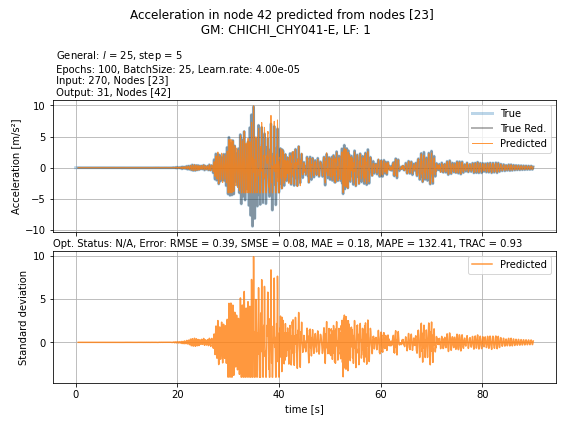 Acceleration in node 42 predicted from nodes [23]
GM: CHICHI_CHY041-E, LF: 1
General: l = 25, step = 5
Epochs: 100, BatchSize: 25, Learn.rate: 4.00e-05
Input: 270, Nodes [23]
Output: 31, Nodes [42]
Acceleration [m/s²]
10
5
0
−5
−10
True
True Red.
Predicted
Opt. Status: N/A, Error: RMSE = 0.39, SMSE = 0.08, MAE = 0.18, MAPE = 132.41, TRAC = 0.93
Standard deviation
10
5
0
Predicted
0
20
40
60
80
time [s]